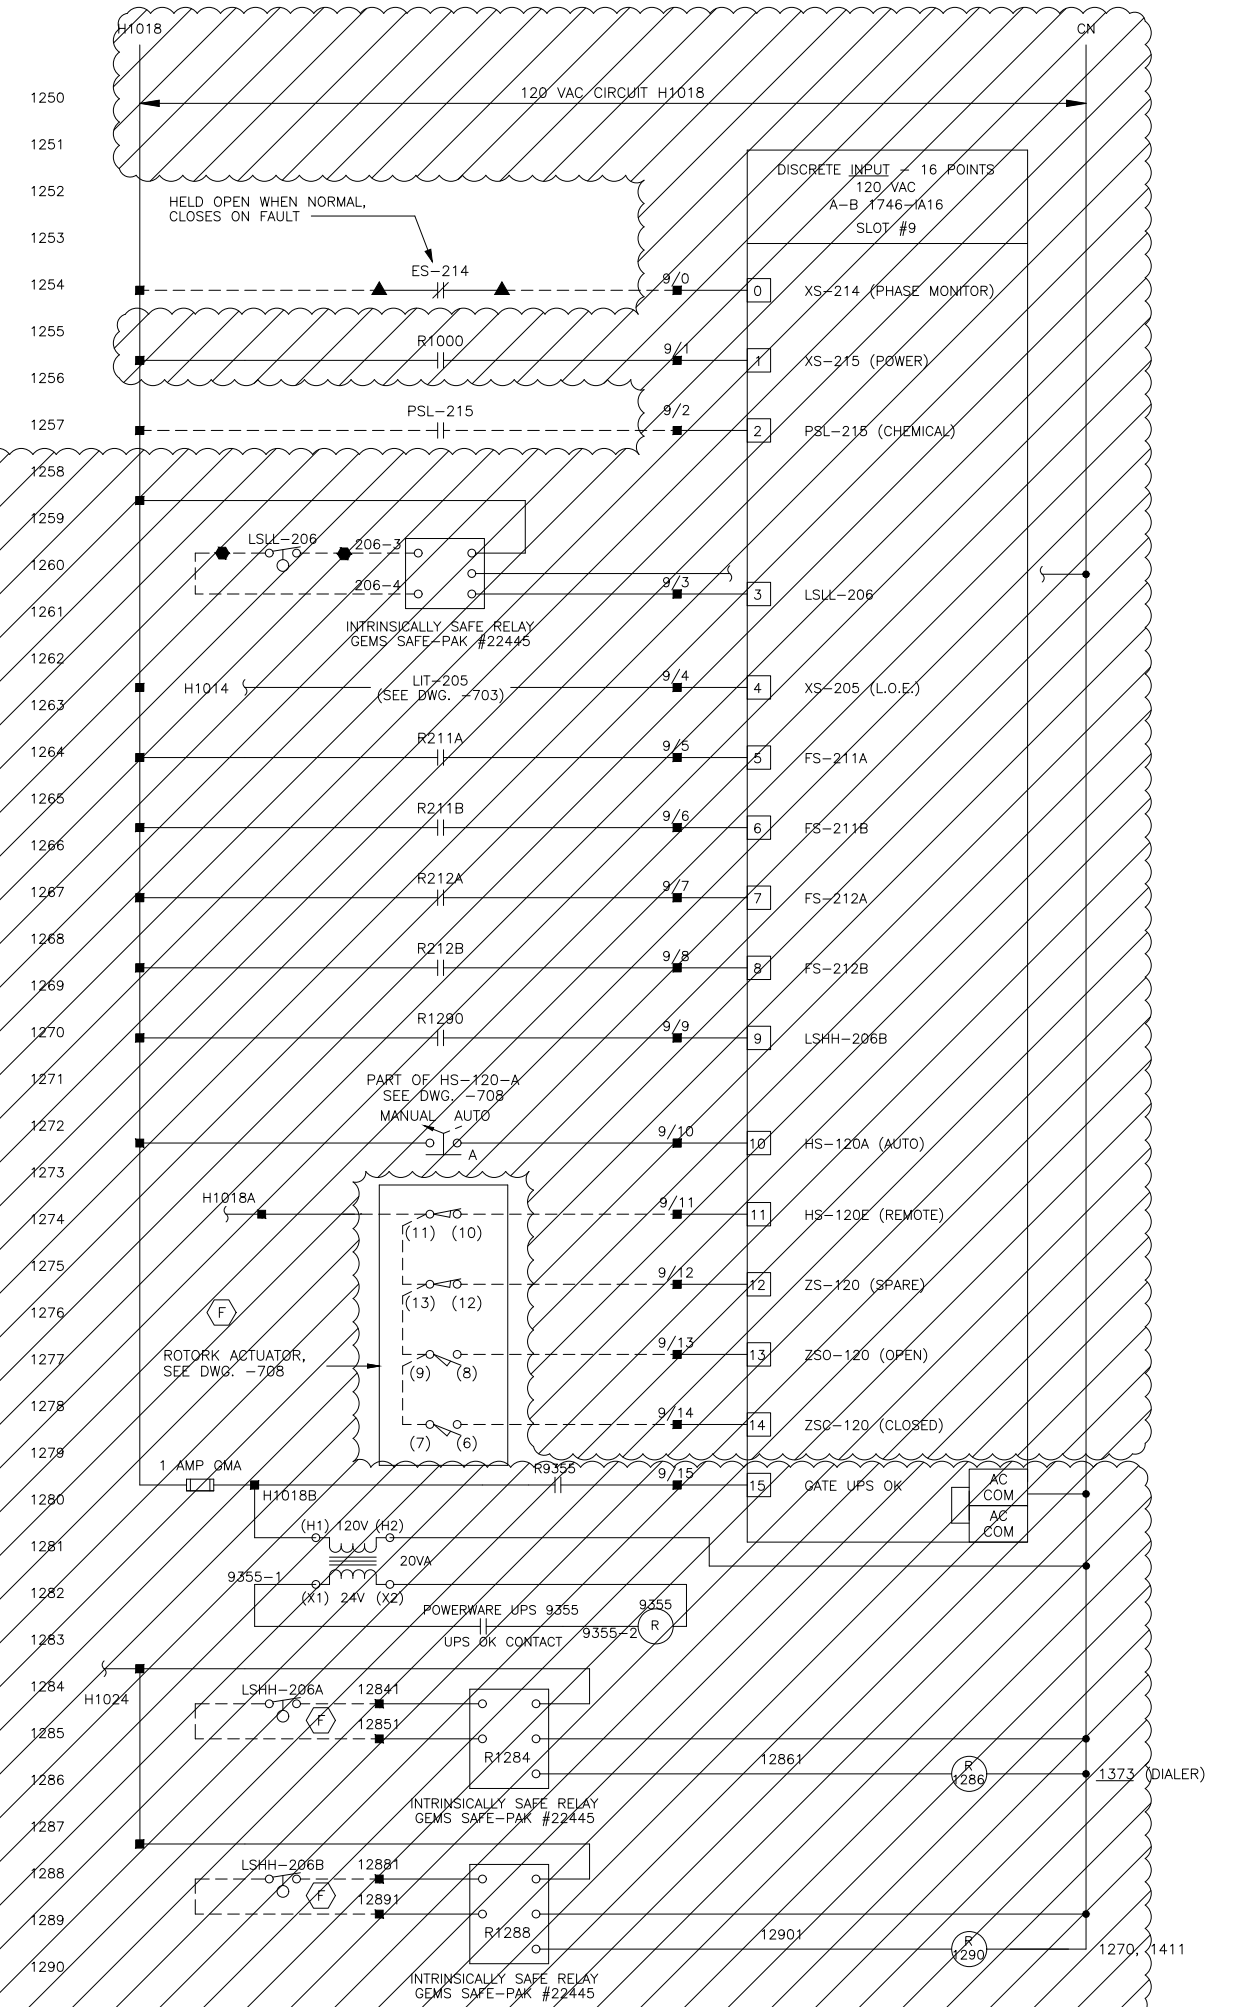 H1018
CN
1250
120 VAC CIRCUIT H1018
1251
DISCRETE INPUT - 16 POINTS
120 VAC
A-B 1746-IA16
SLOT #9
1252
HELD OPEN WHEN NORMAL,
CLOSES ON FAULT
1253
ES-214
1254
9/0
0
XS-214 (PHASE MONITOR)
1255
R1000
9/1
1
XS-215 (POWER)
1256
PSL-215
9/2
1257
2
PSL-215 (CHEMICAL)
1258
1259
LSLL-206
206-3
1260
206-4
9/3
3
LSLL-206
1261
INTRINSICALLY SAFE RELAY
GEMS SAFE-PAK #22445
1262
H1014
LIT-205
(SEE DWG. -703)
9/4
4
XS-205 (L.O.E.)
1263
1264
R211A
9/5
5
FS-211A
1265
R211B
9/6
6
FS-211B
1266
1267
R212A
9/7
7
FS-212A
1268
R212B
9/8
8
FS-212B
1269
1270
R1290
9/9
9
LSHH-206B
1271
PART OF HS-120-A
SEE DWG. -708
1272
MANUAL
AUTO
A
9/10
10
HS-120A (AUTO)
1273
H1018A
9/11
11
HS-120E (REMOTE)
1274
(11) (10)
1275
9/12
12
ZS-120 (SPARE)
(13) (12)
1276
F
1277
ROTORK ACTUATOR,
SEE DWG. -708
9/13
13
ZSO-120 (OPEN)
(9) (8)
1278
9/14
14
ZSC-120 (CLOSED)
(7) (6)
1279
1 AMP GMA
R9355
9/15
15
GATE UPS OK
AC
COM
1280
H1018B
AC
COM
(H1) 120V (H2)
1281
20VA
1282
9355-1
(X1) 24V (X2)
POWERWARE UPS 9355
UPS OK CONTACT
9355
R
9355-2
1283
1284
H1024
LSHH-206A
12841
F
12851
1285
R1284
1286
12861
R
1286
1373 (DIALER)
INTRINSICALLY SAFE RELAY
GEMS SAFE-PAK #22445
1287
1288
LSHH-206B
12881
F
12891
1289
R1288
12901
R
1290
1270, 1411
1290
INTRINSICALLY SAFE RELAY
GEMS SAFE-PAK #22445